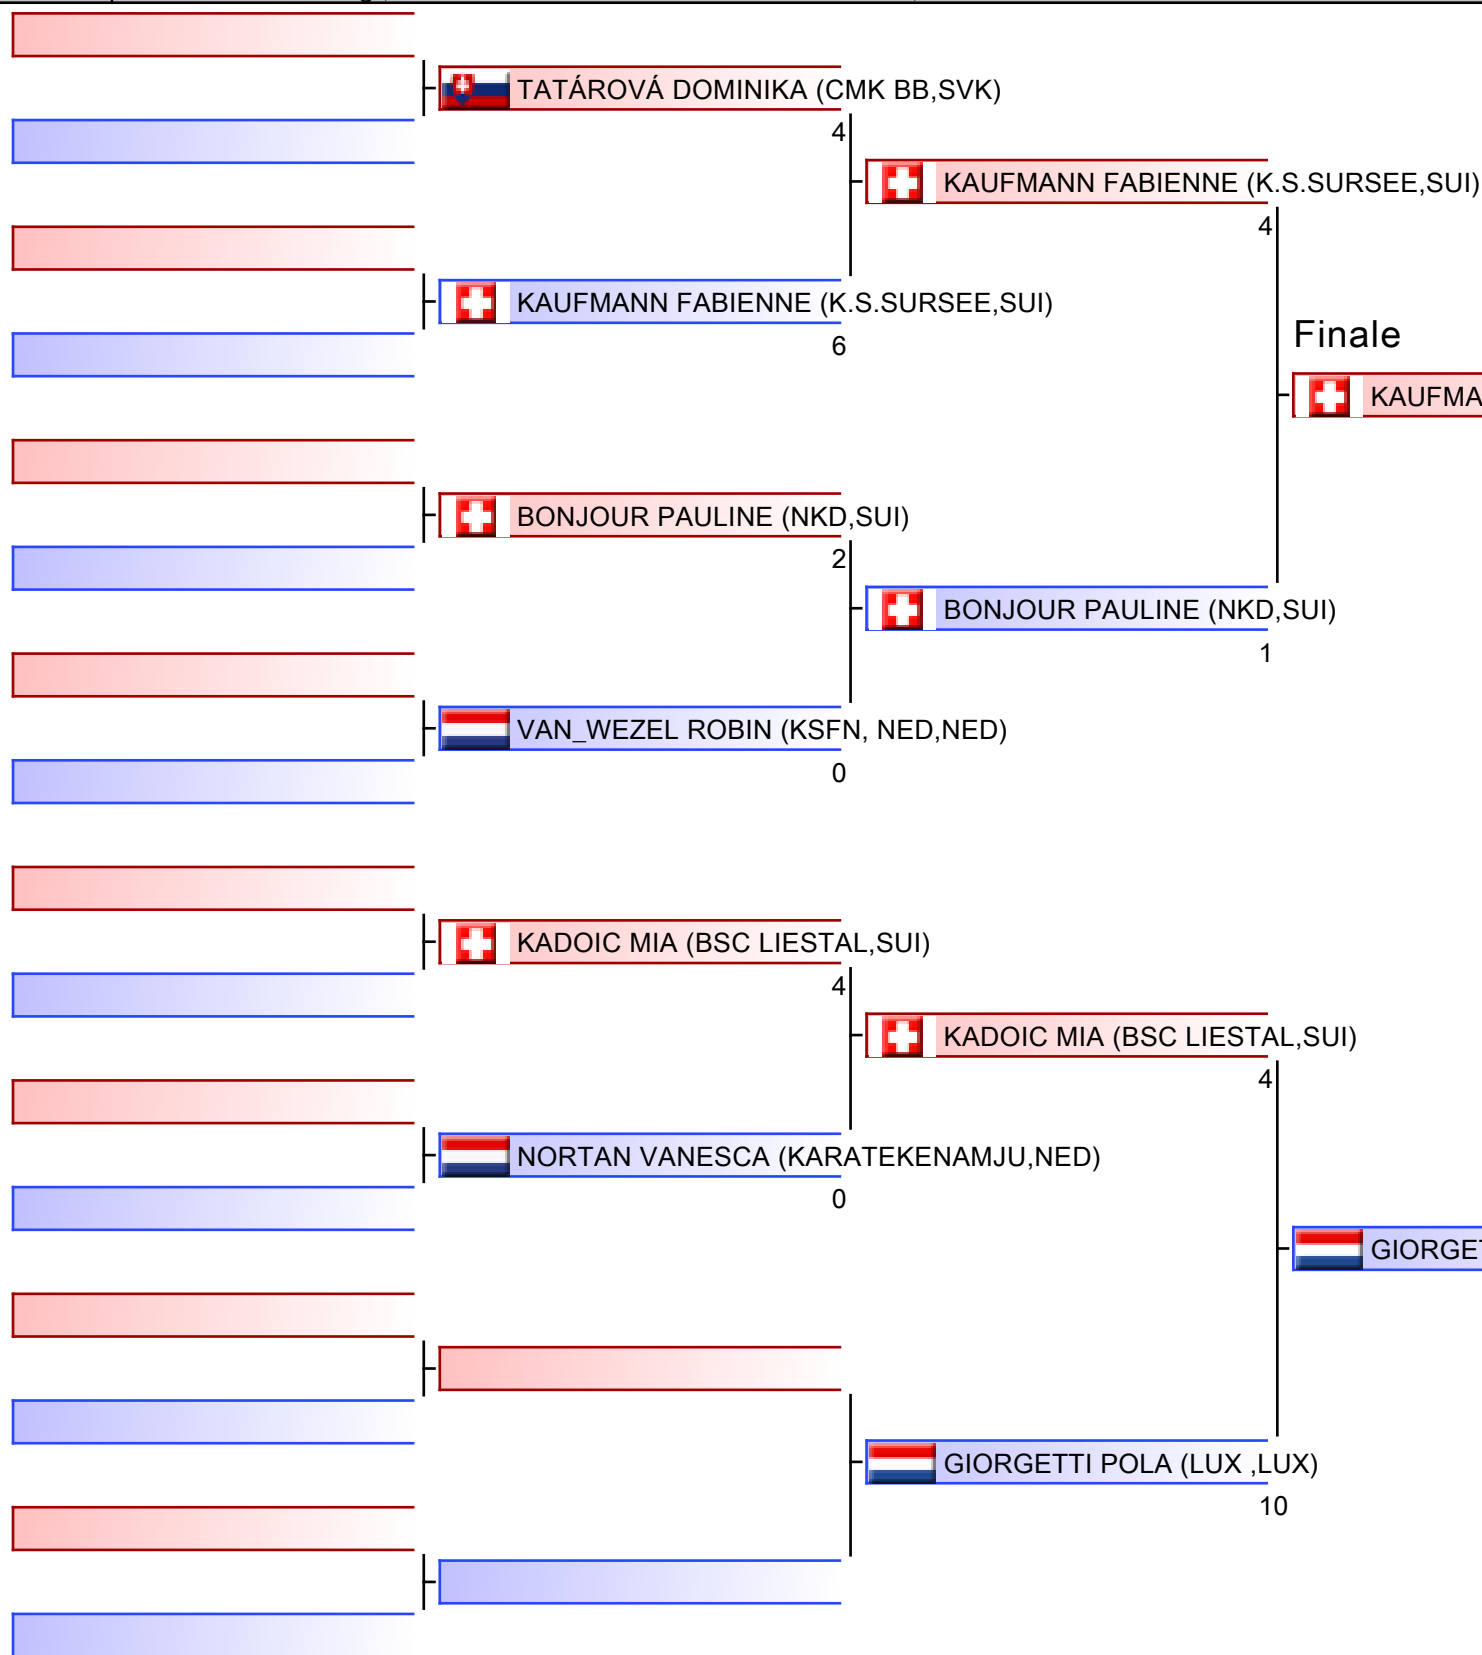 TATÁROVÁ DOMINIKA (CMK BB,SVK)
4
KAUFMANN FABIENNE (K.S.SURSEE,SUI)
4
KAUFMANN FABIENNE (K.S.SURSEE,SUI)
6
Finale
KAUFMA
BONJOUR PAULINE (NKD,SUI)
2
BONJOUR PAULINE (NKD,SUI)
1
VAN_WEZEL ROBIN (KSFN, NED,NED)
0
KADOIC MIA (BSC LIESTAL,SUI)
4
KADOIC MIA (BSC LIESTAL,SUI)
4
NORTAN VANESCA (KARATEKENAMJU,NED)
0
GIORGE
GIORGETTI POLA (LUX ,LUX)
10